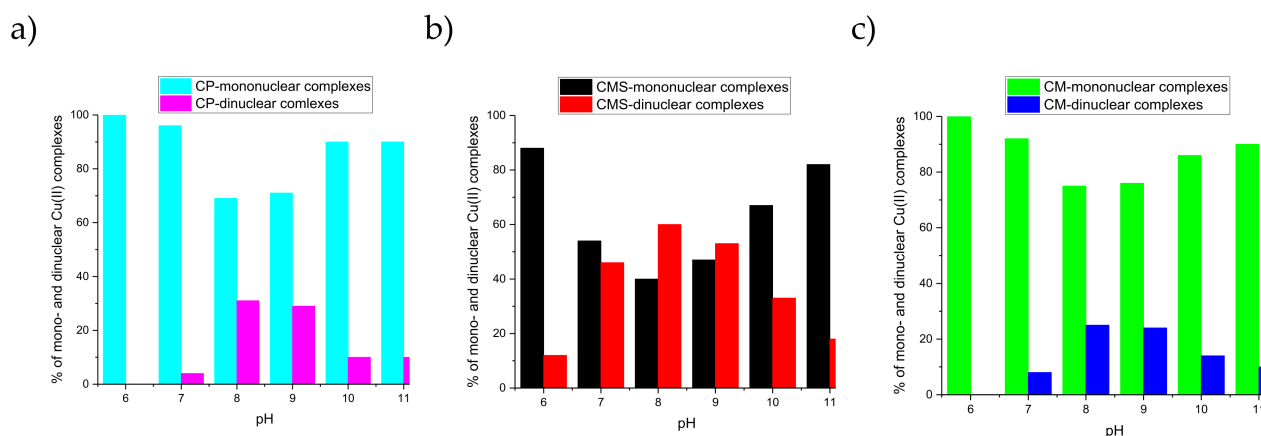 a)
CP-mononuclear complexes
CP-dinuclear comlexes
% of mono- and dinuclear Cu(II) complexes
100
80
60
40
20
0
6 7 8 9 10 11
pH
b)
CMS-mononuclear complexes
CMS-dinuclear complexes
% of mono- and dinuclear Cu(II) complexes
100
80
60
40
20
0
6 7 8 9 10 11
pH
c)
CM-mononuclear complexes
CM-dinuclear complexes
% of mono- and dinuclear Cu(II) complexes
100
80
60
40
20
0
6 7 8 9 10 11
pH